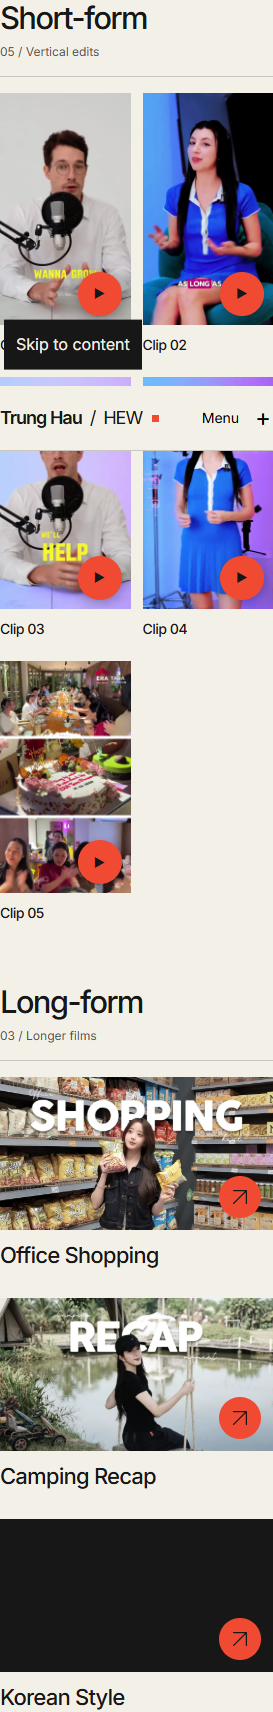 Short-form
05 / Vertical edits
WANNA GROW
AS LONG AS
Skip to content
Clip 02
Trung Hau / HEW
Menu +
WE'LL
HELP
Clip 03
Clip 04
ERA TARA
Clip 05
Long-form
03 / Longer films
SHOPPING
Office Shopping
RECAP
Camping Recap
Korean Style